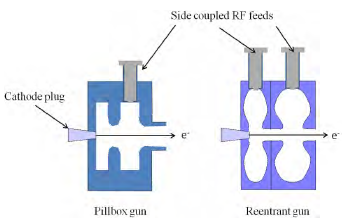 Side coupled RF feeds
Cathode plug
e-
e-
Pillbox gun
Reentrant gun